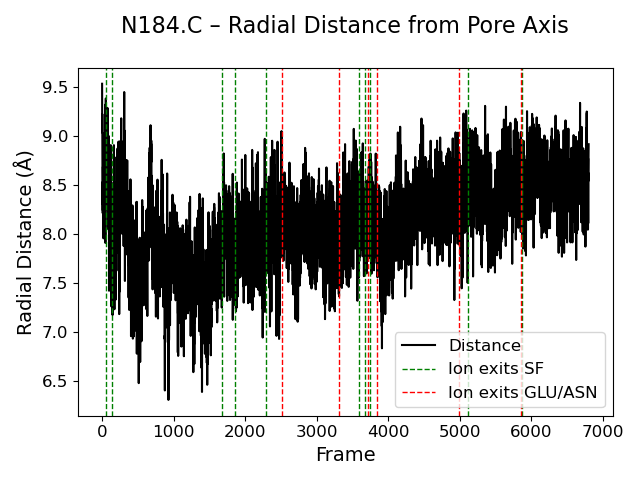 N184.C – Radial Distance from Pore Axis
Radial Distance (Å)
9.5
9.0
8.5
8.0
7.5
7.0
6.5
Distance
Ion exits SF
Ion exits GLU/ASN
0 1000 2000 3000 4000 5000 6000 7000
Frame